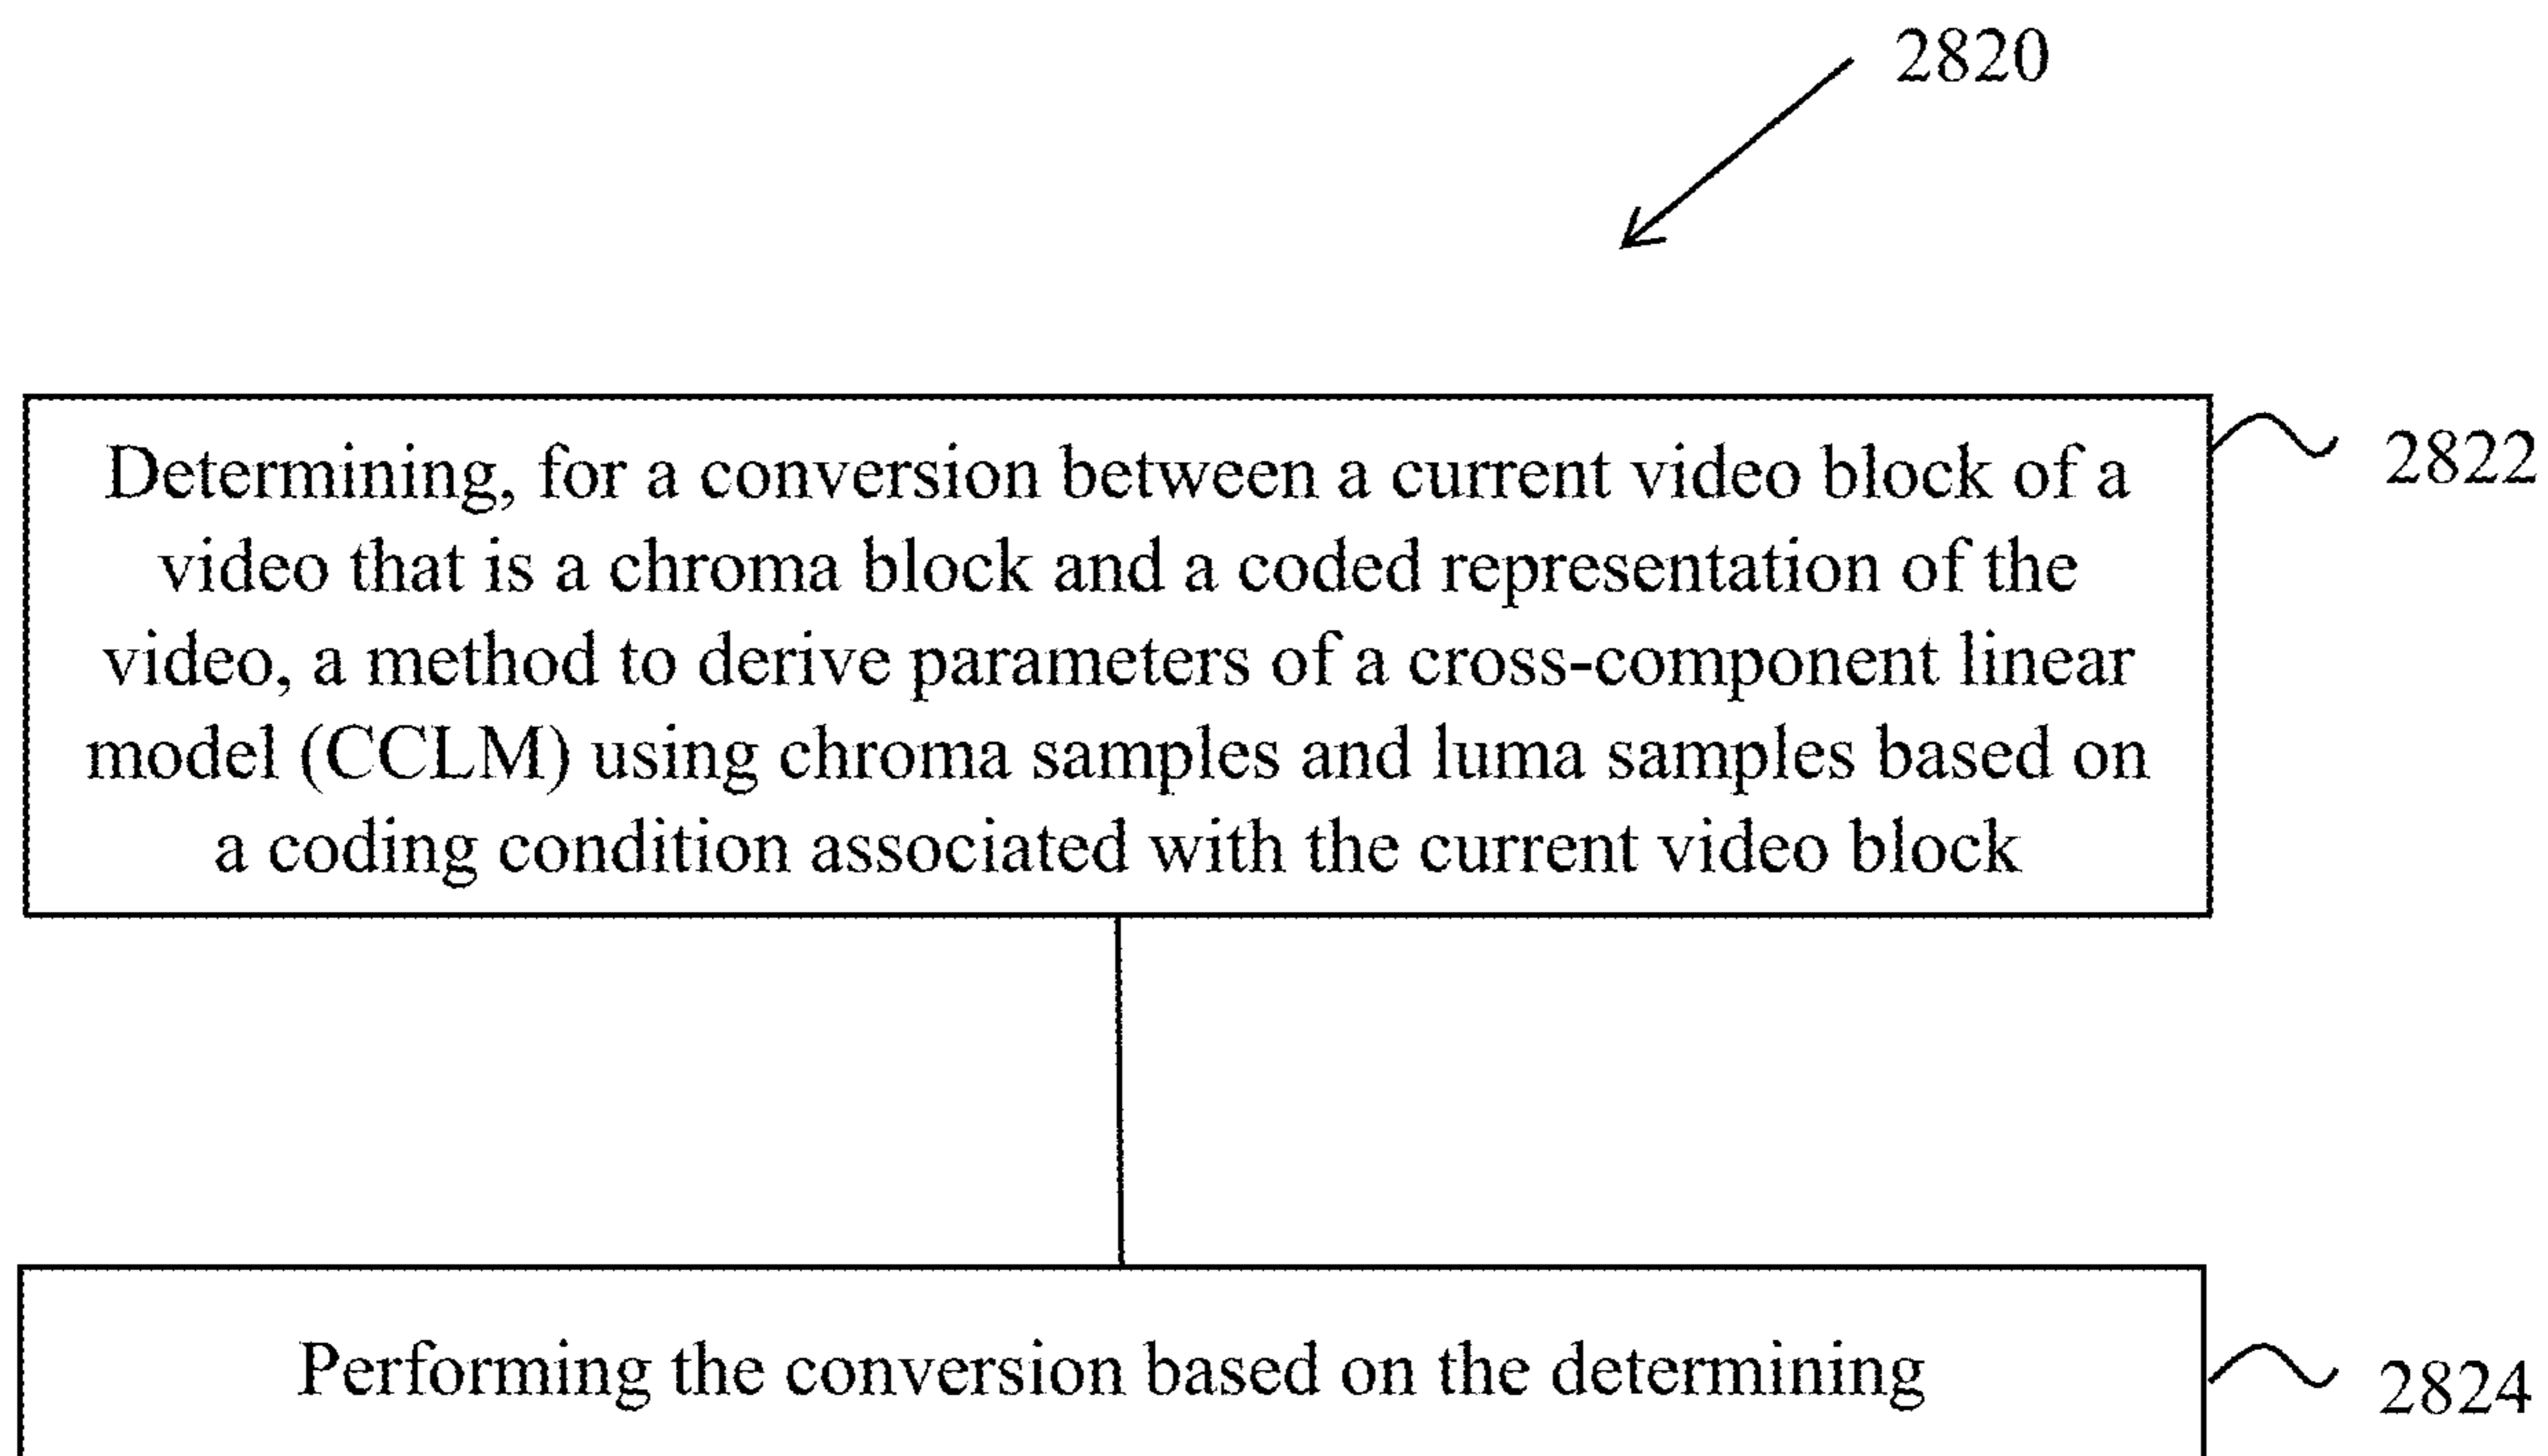 2820
Determining, for a conversion between a current video block of a
2822
video that is a chroma block and a coded representation of the
video, a method to derive parameters of a cross-component linear
model (CCLM) using chroma samples and luma samples based on
a coding condition associated with the current video block
Performing the conversion based on the determining
2824